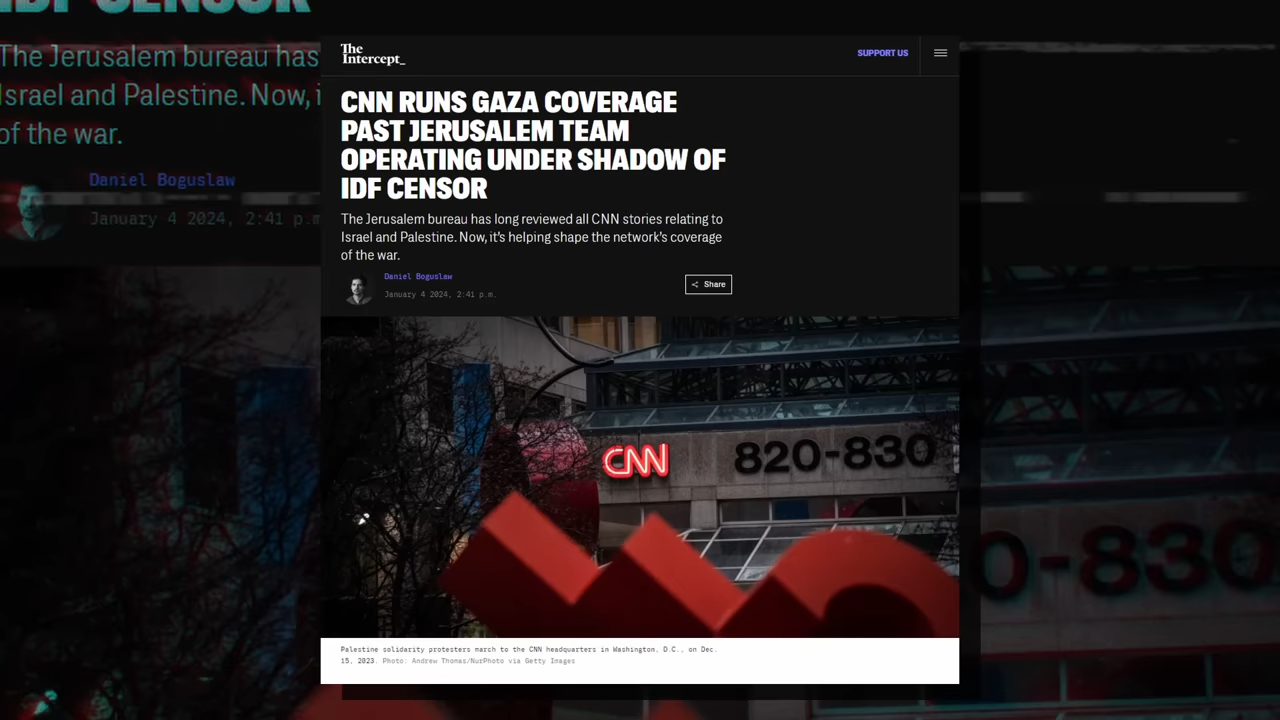 IDF CENSOR
The Jerusalem bureau has
Israel and Palestine. Now, i
of the war.
Daniel Boguslaw
January 4 2024, 2:41 p.m
The
Intercept_
SUPPORT US
CNN RUNS GAZA COVERAGE
PAST JERUSALEM TEAM
OPERATING UNDER SHADOW OF
IDF CENSOR
The Jerusalem bureau has long reviewed all CNN stories relating to
Israel and Palestine. Now, it's helping shape the network's coverage
of the war.
Daniel Boguslaw
January 4 2024, 2:41 p.m.
Share
CNN
820-830
0-830
Palestine solidarity protesters march to the CNN headquarters in Washington, D.C., on Dec.
15, 2023. Photo: Andrew Thomas/NurPhoto via Getty Images